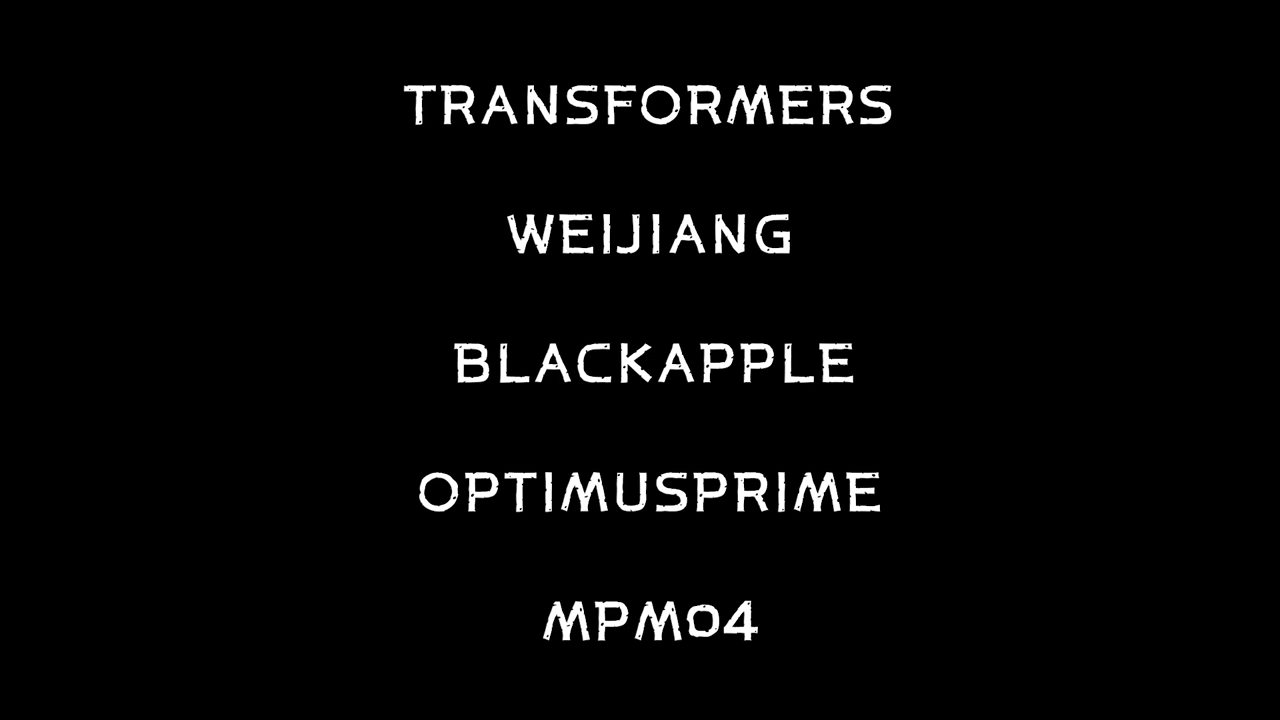 TRANSFORMERS
WEIJIANG
BLACKAPPLE
OPTIMUSPRIME
MPM04